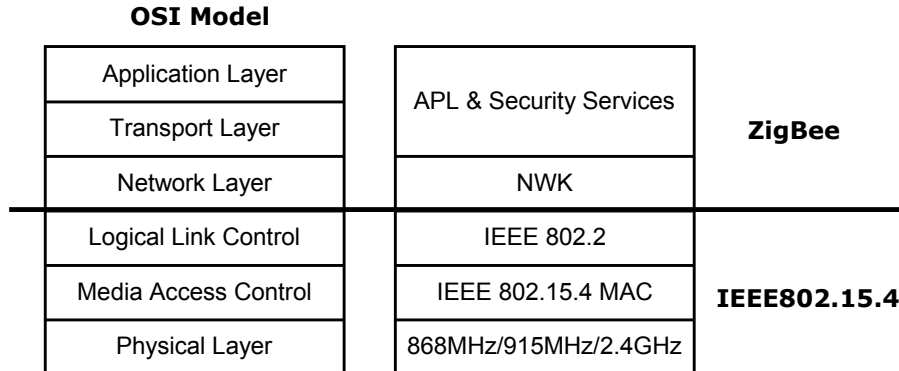 OSI Model
Application Layer
Transport Layer
Network Layer
Logical Link Control
Media Access Control
Physical Layer
APL & Security Services
NWK
IEEE 802.2
IEEE 802.15.4 MAC
868MHz/915MHz/2.4GHz
ZigBee
IEEE802.15.4